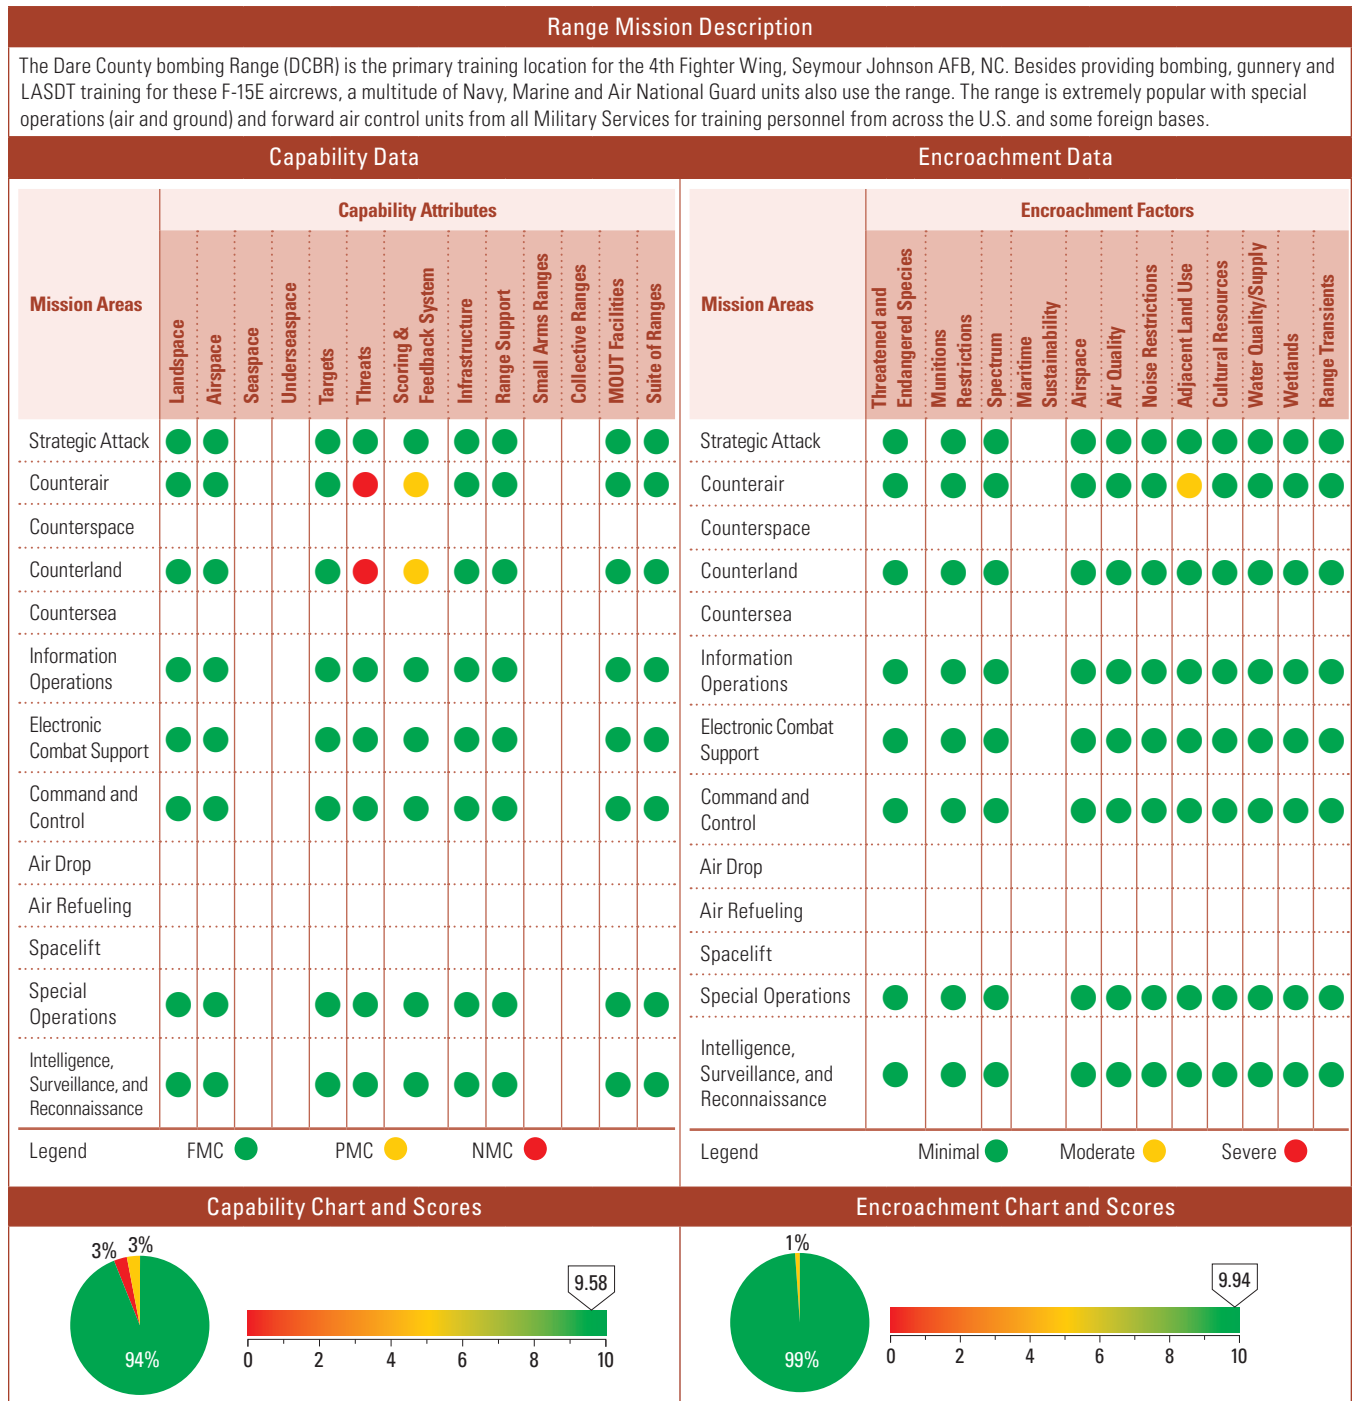 Range Mission Description
The Dare County bombing Range (DCBR) is the primary training location for the 4th Fighter Wing, Seymour Johnson AFB, NC. Besides providing bombing, gunnery and
LASDT training for these F-15E aircrews, a multitude of Navy, Marine and Air National Guard units also use the range. The range is extremely popular with special
operations (air and ground) and forward air control units from all Military Services for training personnel from across the U.S. and some foreign bases.
Capability Data
Mission Areas
Capability Attributes
Landspace
Airspace
Seaspace
Underseaspace
Targets
Threats
Scoring &
Feedback System
Infrastructure
Range Support
Small Arms Ranges
Collective Ranges
MOUT Facilities
Suite of Ranges
Strategic Attack
Counterair
Counterspace
Counterland
Countersea
Information
Operations
Electronic
Combat Support
Command and
Control
Air Drop
Air Refueling
Spacelift
Special
Operations
Intelligence,
Surveillance, and
Reconnaissance
Legend
FMC
PMC
NMC
Encroachment Data
Mission Areas
Encroachment Factors
Threatened and
Endangered Species
Munitions
Restrictions
Spectrum
Maritime
Sustainability
Airspace
Air Quality
Noise Restrictions
Adjacent Land Use
Cultural Resources
Water Quality/Supply
Wetlands
Range Transients
Strategic Attack
Counterair
Counterspace
Counterland
Countersea
Information
Operations
Electronic Combat
Support
Command and
Control
Air Drop
Air Refueling
Spacelift
Special Operations
Intelligence,
Surveillance, and
Reconnaissance
Legend
Minimal
Moderate
Severe
Capability Chart and Scores
3%
3%
94%
9.58
0 2 4 6 8 10
Encroachment Chart and Scores
1%
99%
9.94
0 2 4 6 8 10